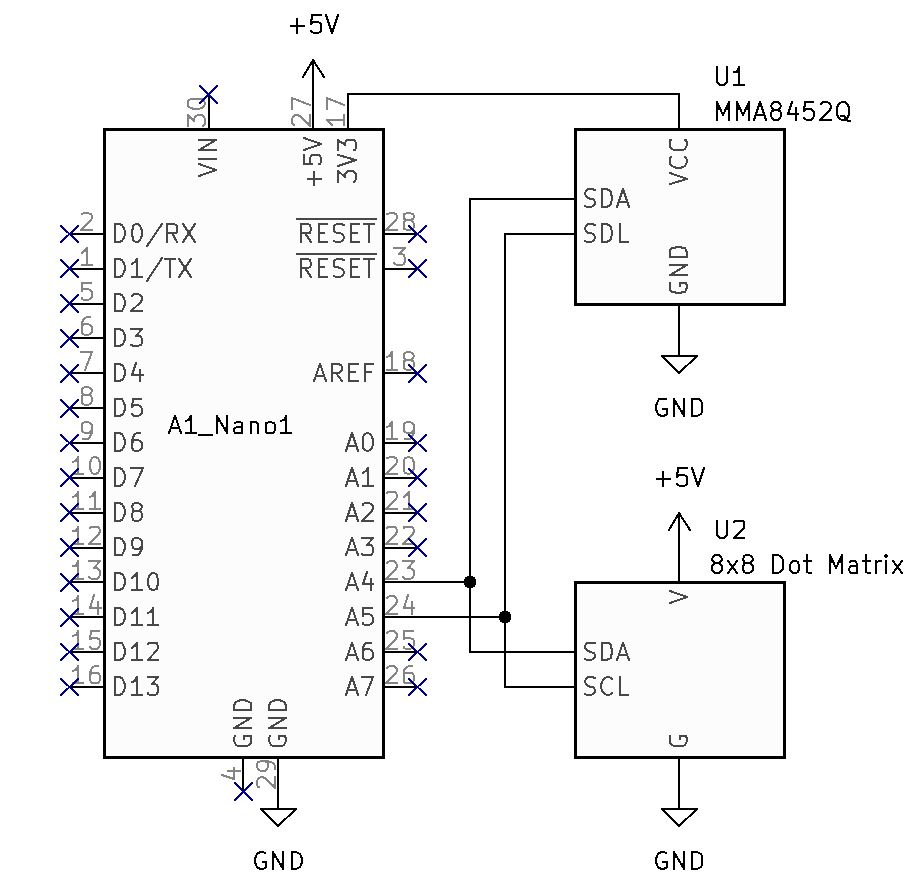 +5V
30
27
17
U1
MMA8452Q
VIN
+5V
3V3
VCC
SDA
SDL
GND
2 D0/RX
RESET 28
1 D1/TX
RESET 3
5 D2
6 D3
7 D4
AREF 18
8 D5
GND
A1_Nano1
9 D6
A0 19
10 D7
A1 20
+5V
11 D8
A2 21
U2
12 D9
A3 22
8x8 Dot Matrix
13 D10
A4 23
V
14 D11
A5 24
15 D12
A6 25
SDA
16 D13
A7 26
SCL
GND
GND
G
4
29
GND
GND